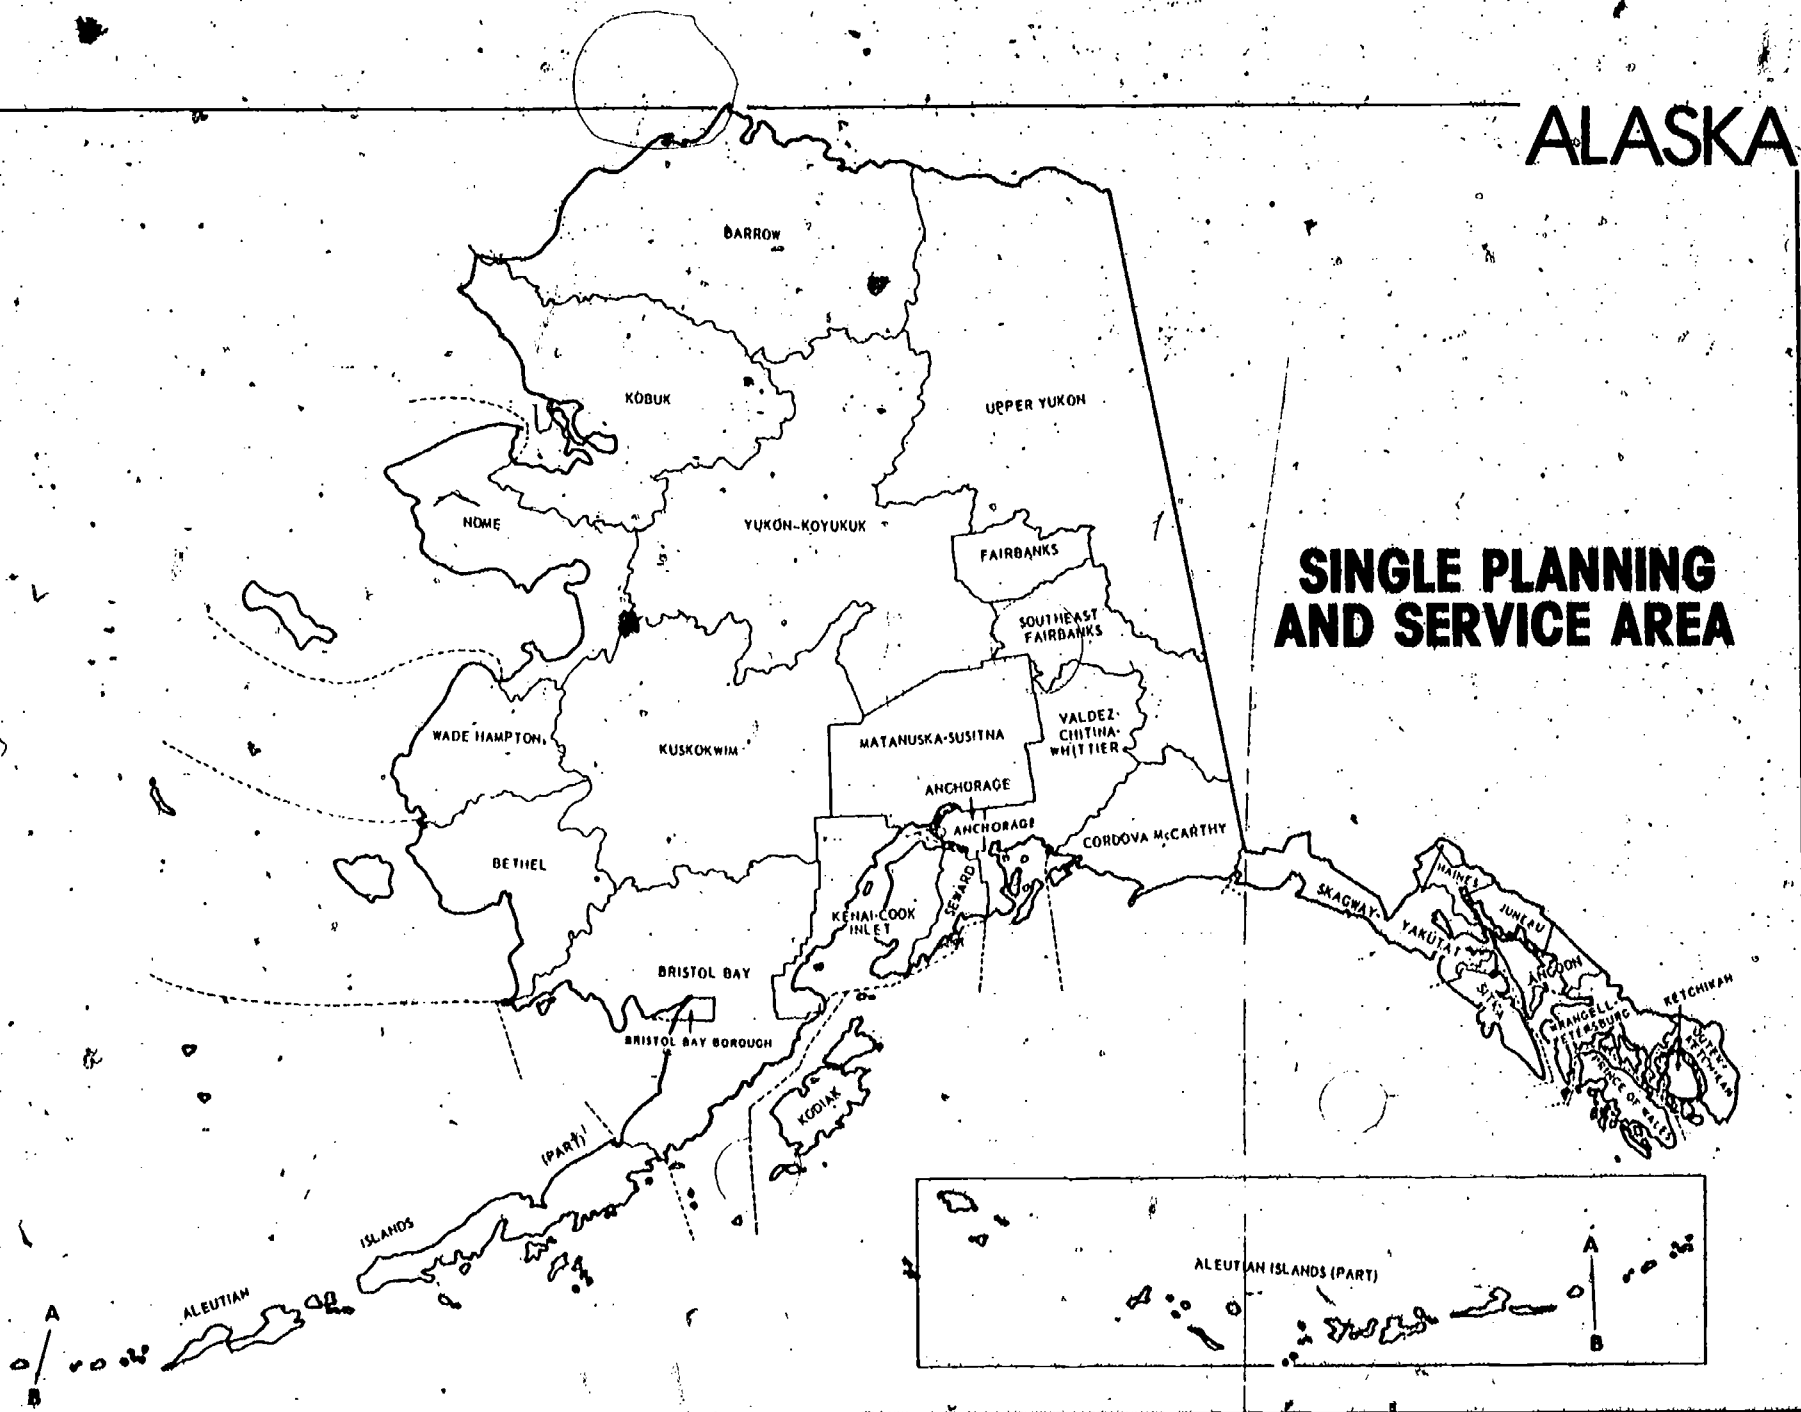 ALASKA
BARROW
KOBUK
UPPER YUKON
NOME
YUKON-KOYUKUK
FAIRBANKS
SINGLE PLANNING
AND SERVICE AREA
SOUTHEAST
FAIRBANKS
WADE HAMPTON
KUSKOKWIM
MATANUSKA-SUSITNA
VALDEZ-
CHITINA-
WHITTIER
ANCHORAGE
ANCHORAGE
CORDOVA McCARTHY
BETHEL
KENAI-COOK
INLET
SEWARD
SKAGWAY-
YAKUTAT
HAINES
JUNEAU
ANGOON
SITKA
BRISTOL BAY
BRISTOL BAY BOROUGH
KODIAK
WRANGELL
PETERSBURG
KETCHIKAN
OUTER
KETCHIKAN
PRINCE OF WALES
(PART)
ISLANDS
ALEUTIAN
A
B
ALEUTIAN ISLANDS (PART)
A
B